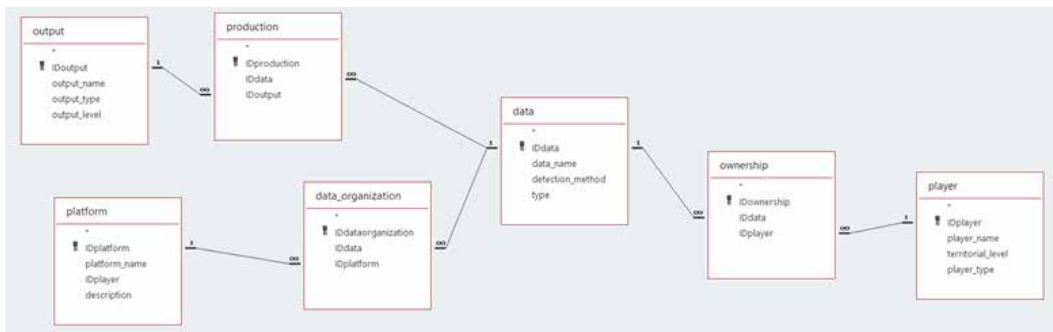 output
*
IDoutput
output_name
output_type
output_level
1
∞
production
*
IDproduction
IDdata
IDoutput
∞
platform
*
IDplatform
platform_name
IDplayer
description
1
∞
data_organization
*
IDdataorganization
IDdata
IDplatform
∞
1
data
*
IDdata
data_name
detection_method
type
1
∞
ownership
*
IDownership
IDdata
IDplayer
∞
1
player
*
IDplayer
player_name
territorial_level
player_type